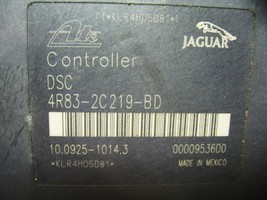 (*KLR4H05D81*)
Ate
JAGUAR
Controller
DSC
4R83-2C219-BD
10.0925-1014.3 0000953600
*KLR4H05D81* MADE IN MEXICO